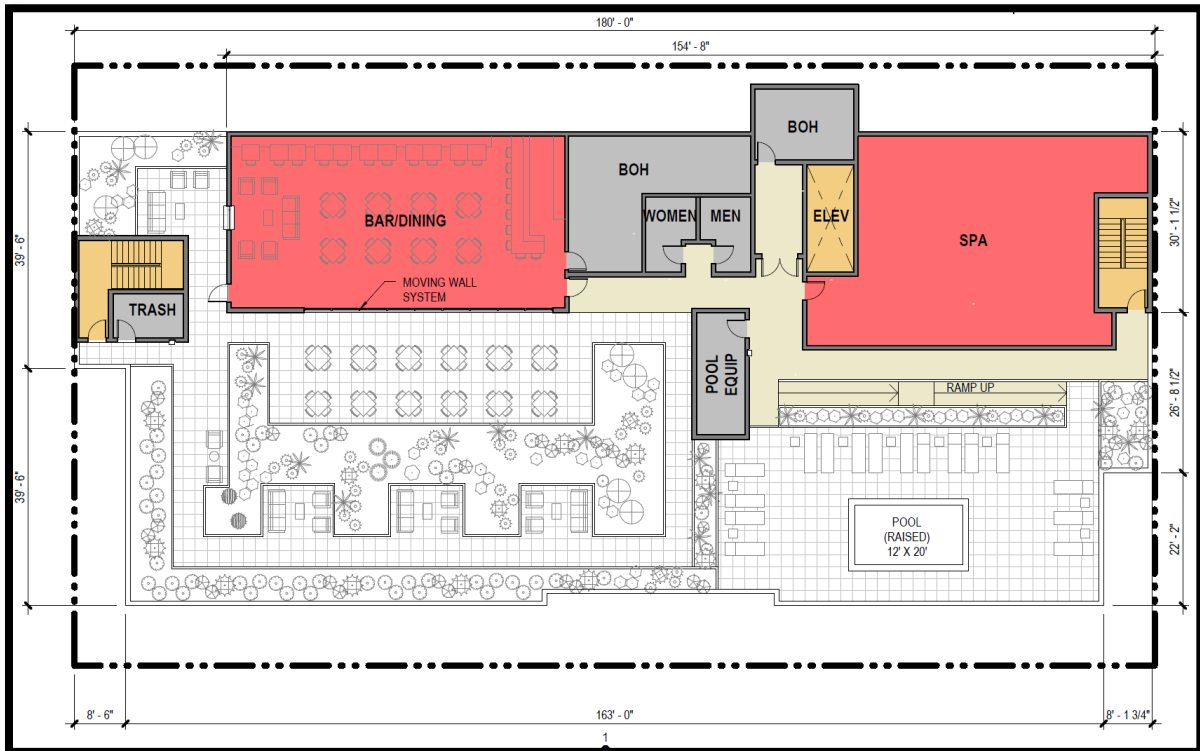 180' - 0"
154' - 8"
BOH
BOH
WOMEN
MEN
ELEV
BAR/DINING
SPA
MOVING WALL
SYSTEM
TRASH
POOL
EQUIP
RAMP UP
POOL
(RAISED)
12' X 20'
39' - 6"
39' - 6"
30' - 1 1/2"
26' - 8 1/2"
22' - 2"
8' - 6"
163' - 0"
8' - 1 3/4"
1